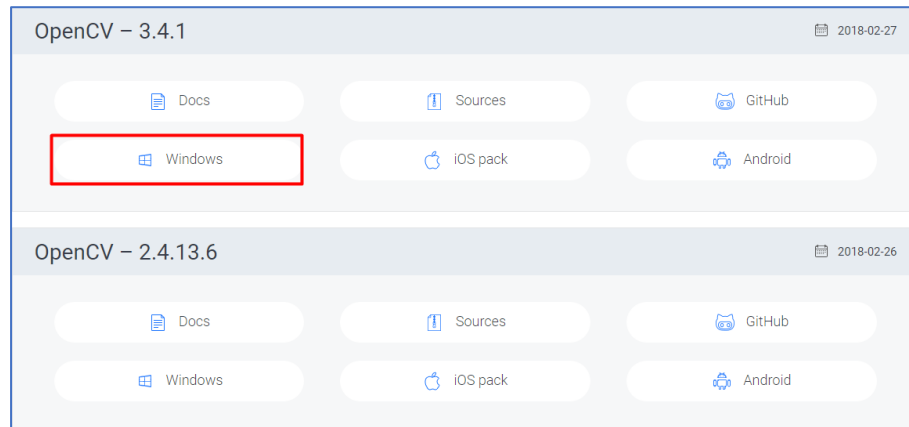 OpenCV – 3.4.1 2018-02-27
Docs Sources GitHub
Windows iOS pack Android
OpenCV – 2.4.13.6 2018-02-26
Docs Sources GitHub
Windows iOS pack Android